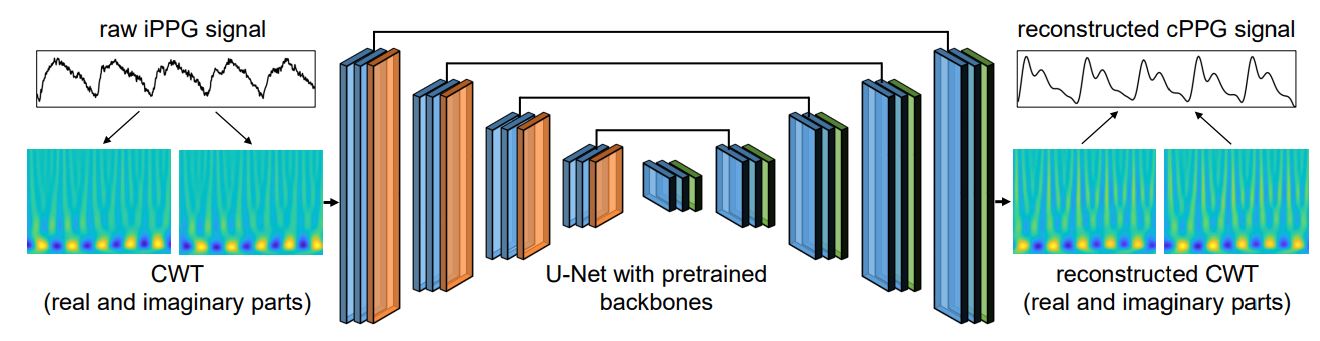 raw iPPG signal
CWT
(real and imaginary parts)
U-Net with pretrained
backbones
reconstructed cPPG signal
reconstructed CWT
(real and imaginary parts)